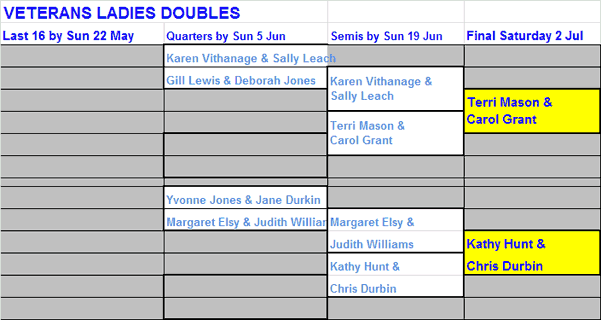 VETERANS LADIES DOUBLES
Last 16 by Sun 22 May
Quarters by Sun 5 Jun
Semis by Sun 19 Jun
Final Saturday 2 Jul
Karen Vithanage & Sally Leach
Gill Lewis & Deborah Jones
Karen Vithanage &
Sally Leach
Terri Mason &
Carol Grant
Terri Mason &
Carol Grant
Yvonne Jones & Jane Durkin
Margaret Elsy & Judith William
Margaret Elsy &
Judith Williams
Kathy Hunt &
Chris Durbin
Kathy Hunt &
Chris Durbin